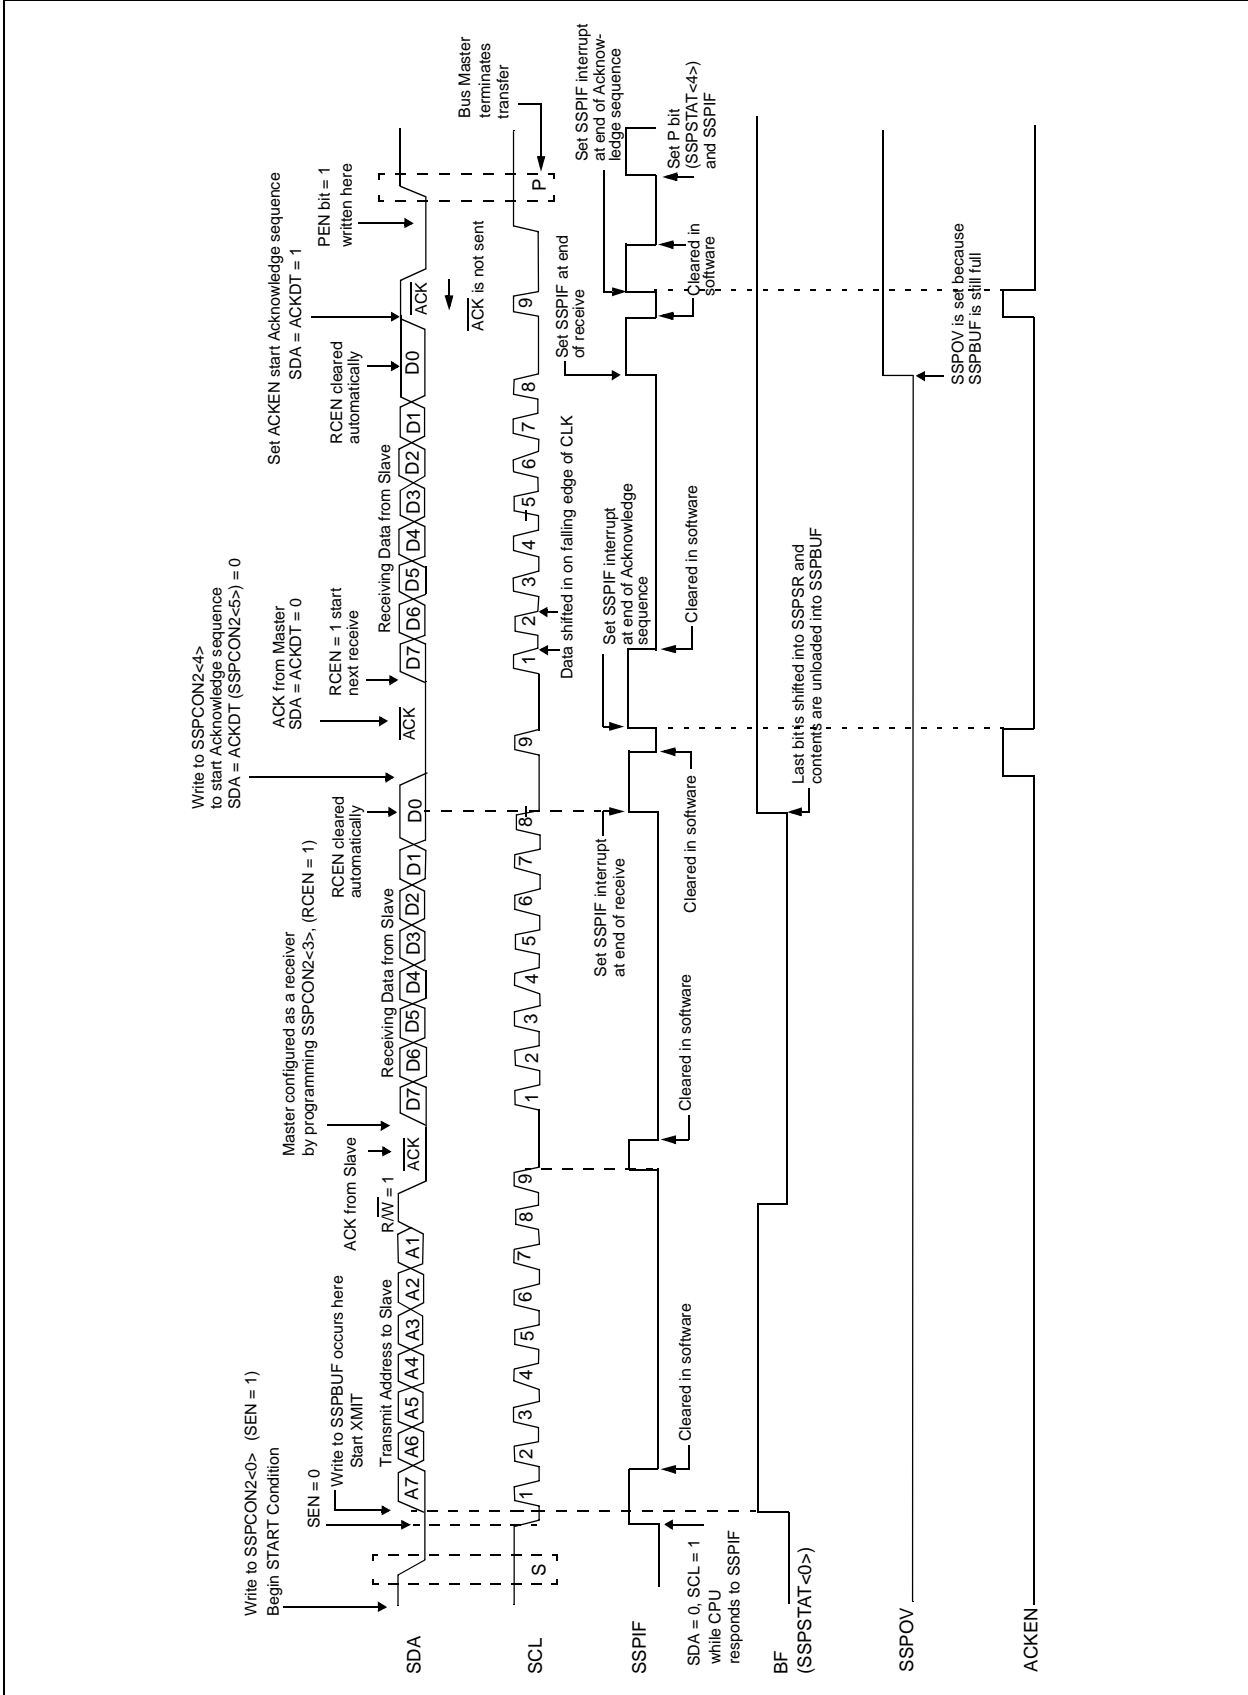 Write to SSPCON2<0> (SEN = 1)
Begin START Condition
SEN = 0
Write to SSPBUF occurs here
Start XMIT
Transmit Address to Slave
R/W = 1
ACK from Slave
Master configured as a receiver
by programming SSPCON2<3>, (RCEN = 1)
Receiving Data from Slave
RCEN cleared
automatically
Write to SSPCON2<4>
to start Acknowledge sequence
SDA = ACKDT (SSPCON2<5>) = 0
ACK from Master
SDA = ACKDT = 0
RCEN = 1 start
next receive
Receiving Data from Slave
RCEN cleared
automatically
Set ACKEN start Acknowledge sequence
SDA = ACKDT = 1
PEN bit = 1
written here
SDA
A7 A6 A5 A4 A3 A2 A1
ACK
D7 D6 D5 D4 D3 D2 D1 D0
ACK
D7 D6 D5 D4 D3 D2 D1 D0
ACK
ACK is not sent
Bus Master
terminates
transfer
SCL
S
1 2 3 4 5 6 7 8 9
1 2 3 4 5 6 7 8 9
1 2 3 4 5 6 7 8 9
P
Data shifted in on falling edge of CLK
Set SSPIF interrupt
at end of receive
Set SSPIF interrupt
at end of Acknowledge
sequence
Set SSPIF at end
of receive
Set SSPIF interrupt
at end of Acknow-
ledge sequence
SSPIF
SDA = 0, SCL = 1
while CPU
responds to SSPIF
Cleared in software
Cleared in software
Cleared in software
Cleared in software
Cleared in
software
Set P bit
(SSPSTAT<4>)
and SSPIF
BF
(SSPSTAT<0>)
Last bit is shifted into SSPSR and
contents are unloaded into SSPBUF
SSPOV
SSPOV is set because
SSPBUF is still full
ACKEN